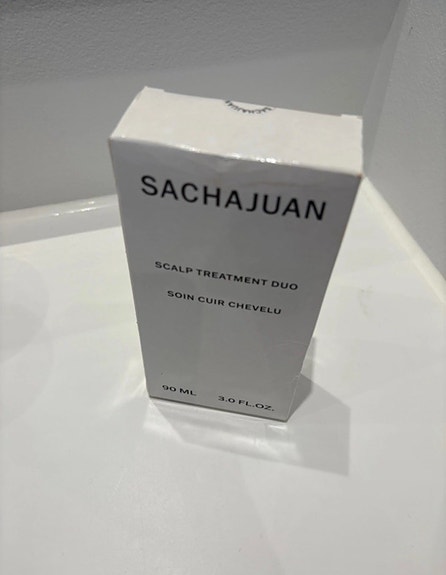 SACHAJUAN
SCALP TREATMENT DUO
SOIN CUIR CHEVELU
90 ML 3.0 FL.OZ.